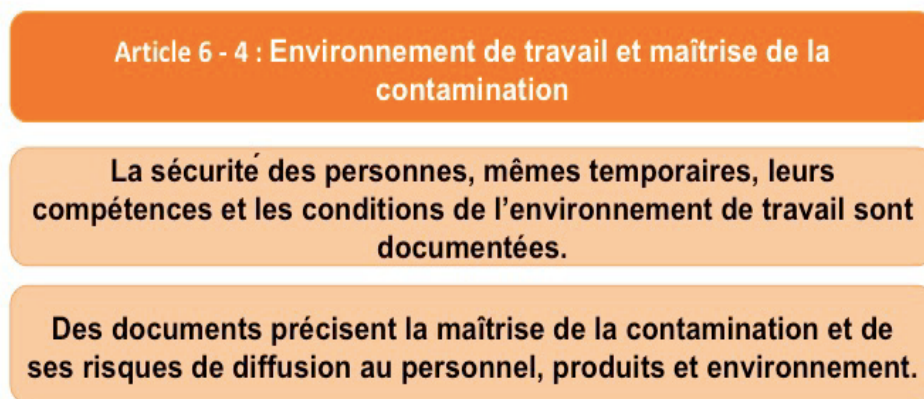 Article 6 - 4 : Environnement de travail et maîtrise de la
contamination
La sécurité des personnes, mêmes temporaires, leurs
compétences et les conditions de l’environnement de travail sont
documentées.
Des documents précisent la maîtrise de la contamination et de
ses risques de diffusion au personnel, produits et environnement.